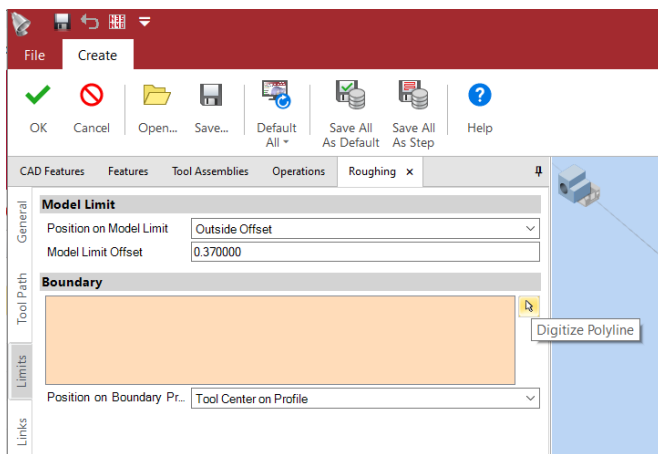 File Create
OK Cancel Open... Save... Default All Save All As Default Save All As Step Help
CAD Features Features Tool Assemblies Operations Roughing ×
General
Tool Path
Limits
Links
Model Limit
Position on Model Limit Outside Offset
Model Limit Offset 0.370000
Boundary
Digitize Polyline
Position on Boundary Pr... Tool Center on Profile